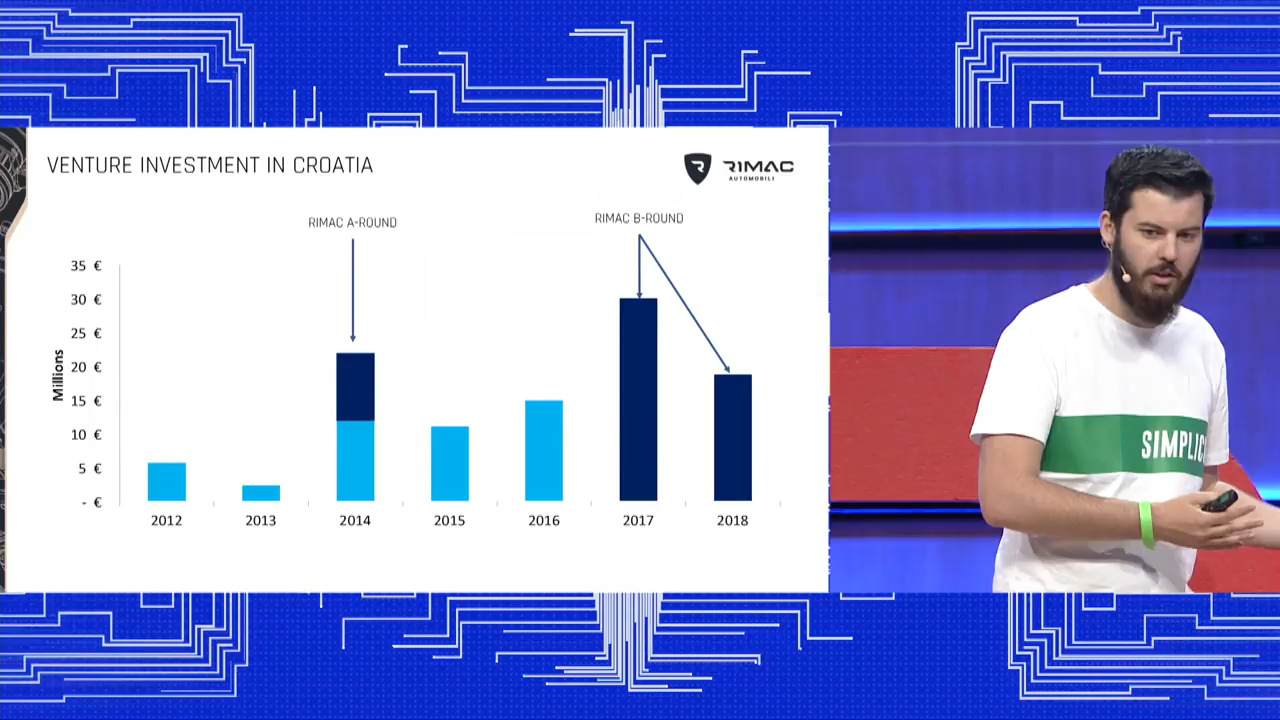 VENTURE INVESTMENT IN CROATIA
RIMAC
AUTOMOBILI
RIMAC A-ROUND
RIMAC B-ROUND
35 €
30 €
25 €
20 €
15 €
10 €
5 €
- €
Millions
2012
2013
2014
2015
2016
2017
2018
SIMPLIC